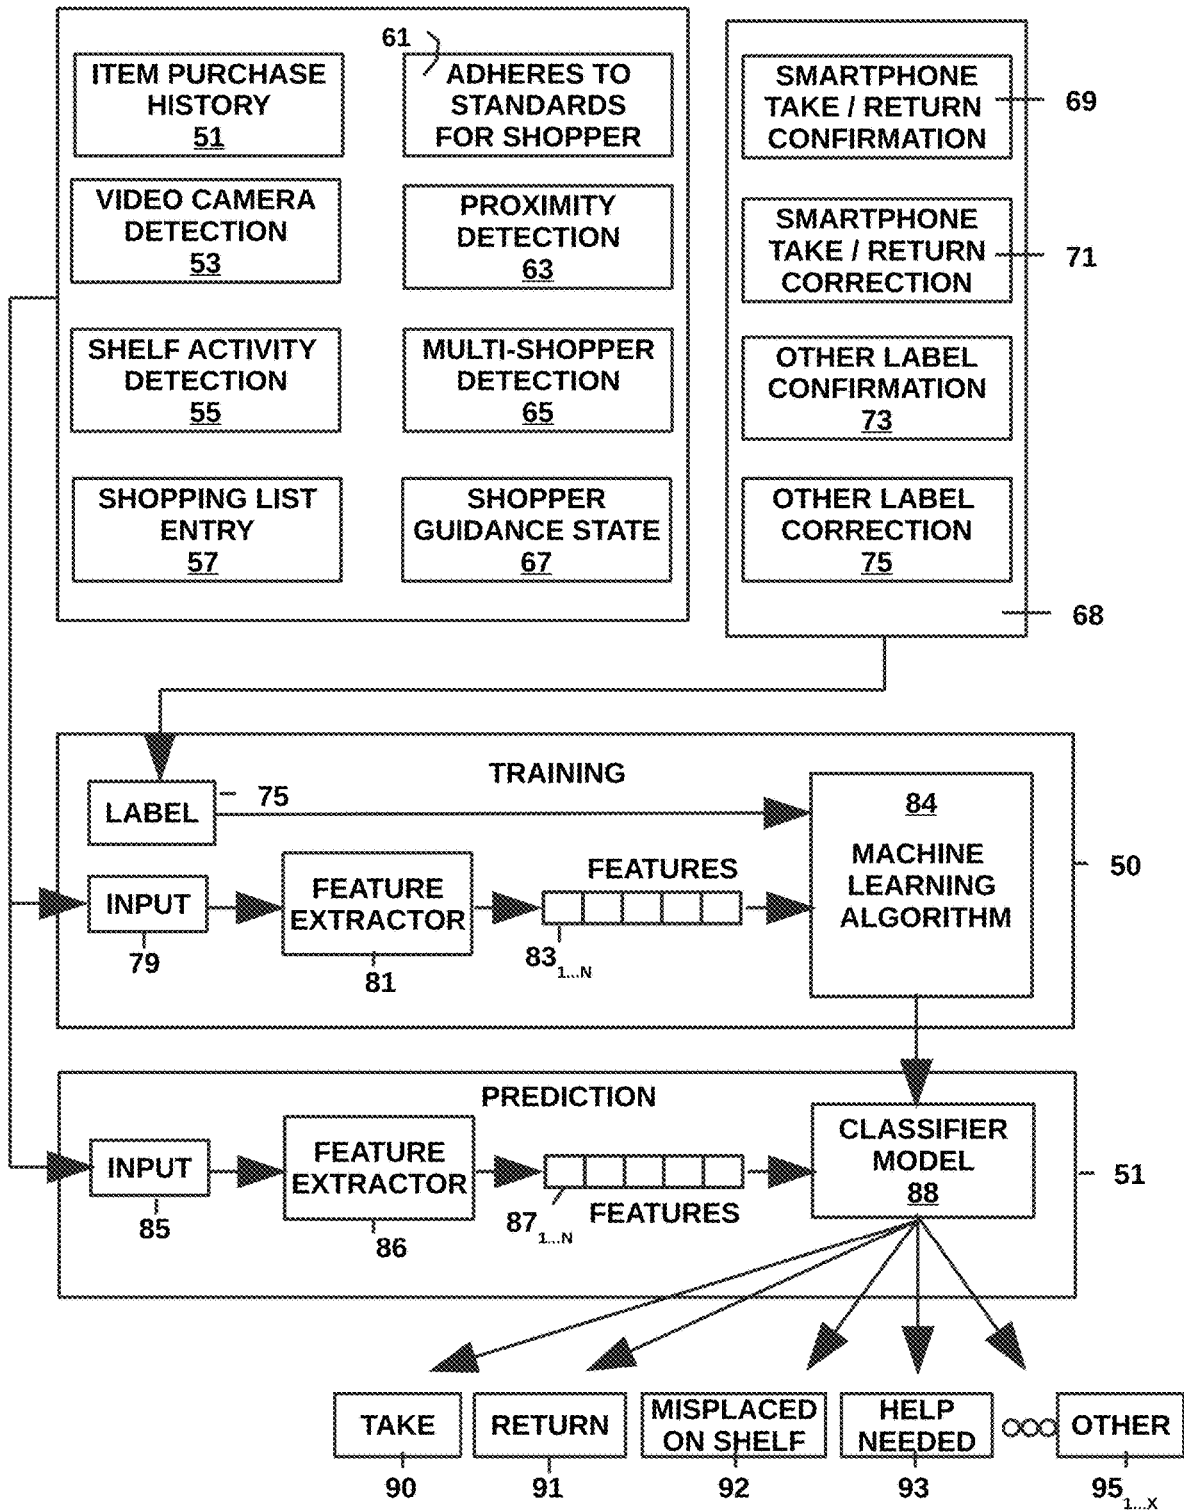 61
ITEM PURCHASE
HISTORY
51
ADHERES TO
STANDARDS
FOR SHOPPER
VIDEO CAMERA
DETECTION
53
PROXIMITY
DETECTION
63
SHELF ACTIVITY
DETECTION
55
MULTI-SHOPPER
DETECTION
65
SHOPPING LIST
ENTRY
57
SHOPPER
GUIDANCE STATE
67
SMARTPHONE
TAKE / RETURN
CONFIRMATION
69
SMARTPHONE
TAKE / RETURN
CORRECTION
71
OTHER LABEL
CONFIRMATION
73
OTHER LABEL
CORRECTION
75
68
TRAINING
LABEL
75
84
MACHINE
LEARNING
ALGORITHM
50
INPUT
79
FEATURE
EXTRACTOR
81
FEATURES
83 1...N
PREDICTION
INPUT
85
FEATURE
EXTRACTOR
86
87 1...N
FEATURES
CLASSIFIER
MODEL
88
51
TAKE
90
RETURN
91
MISPLACED
ON SHELF
92
HELP
NEEDED
93
OTHER
95 1...X